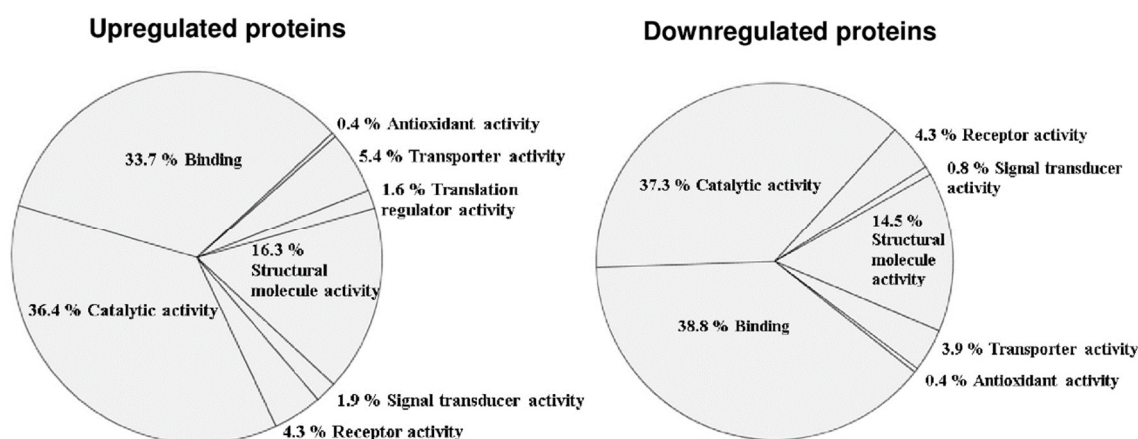 Upregulated proteins
33.7 % Binding
0.4 % Antioxidant activity
5.4 % Transporter activity
1.6 % Translation
regulator activity
16.3 %
Structural
molecule activity
36.4 % Catalytic activity
1.9 % Signal transducer activity
4.3 % Receptor activity
Downregulated proteins
4.3 % Receptor activity
0.8 % Signal transducer
activity
37.3 % Catalytic activity
14.5 %
Structural
molecule
activity
38.8 % Binding
3.9 % Transporter activity
0.4 % Antioxidant activity